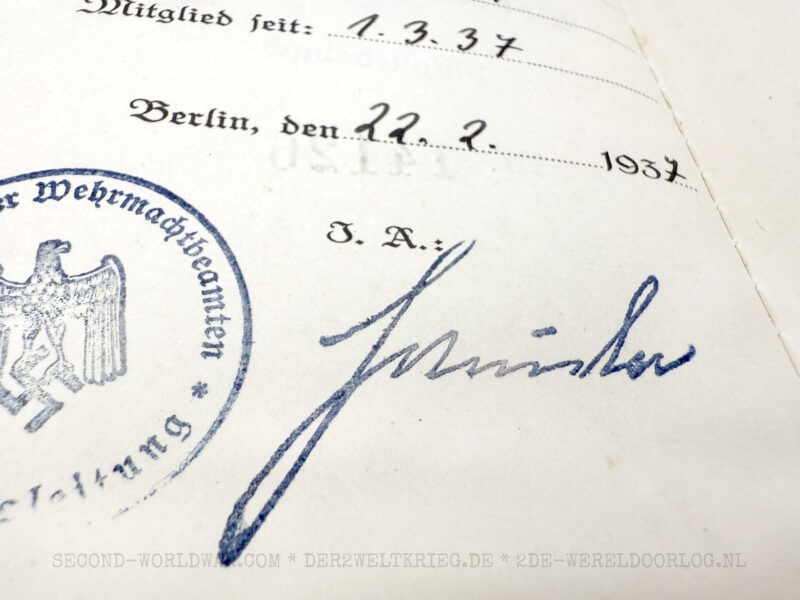 Mitglied seit: 1. 3. 37
Berlin, den 22. 2. 1937
J. A.:
Wehrmachtbeamten *
SECOND-WORLDWAR.COM * DER2WELTKRIEG.DE * 2DE-WERELDOORLOG.NL